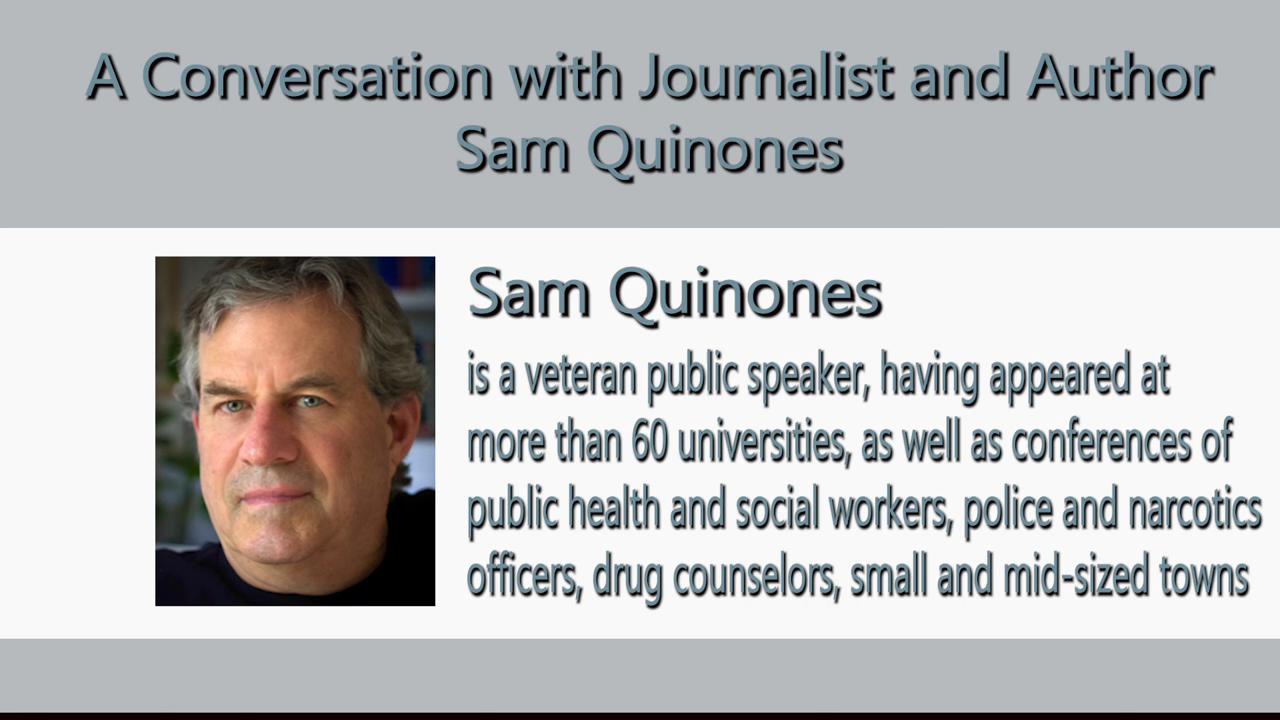 A Conversation with Journalist and Author
Sam Quinones
Sam Quinones
is a veteran public speaker, having appeared at
more than 60 universities, as well as conferences of
public health and social workers, police and narcotics
officers, drug counselors, small and mid-sized towns